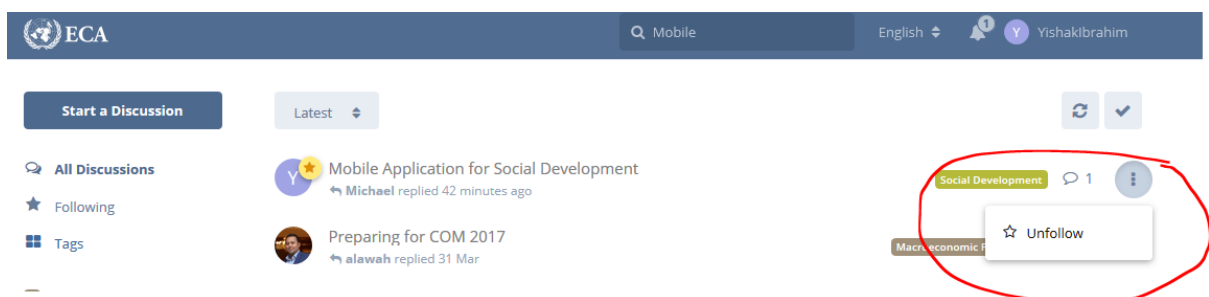 ECA
Mobile
English
1
Y
YishakIbrahim
Start a Discussion
Latest
All Discussions
Y
Mobile Application for Social Development
Michael replied 42 minutes ago
Social Development
1
Following
Tags
Preparing for COM 2017
alawah replied 31 Mar
Unfollow